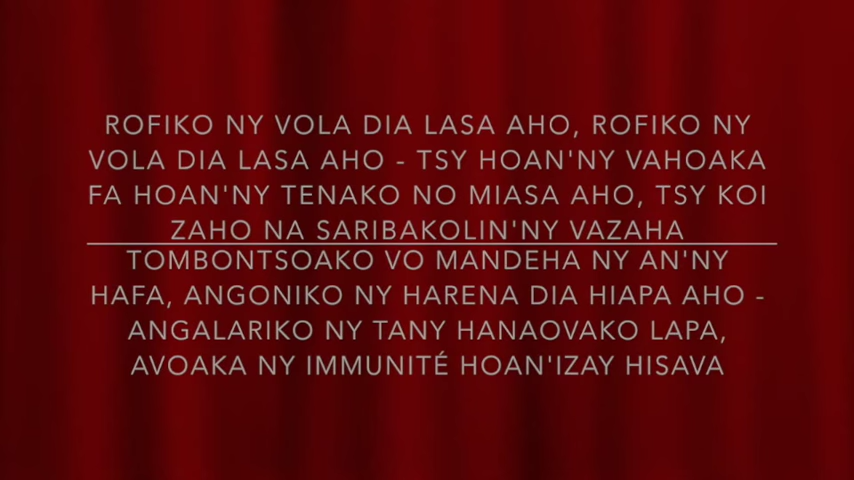 ROFIKO NY VOLA DIA LASA AHO, ROFIKO NY
VOLA DIA LASA AHO - TSY HOAN'NY VAHOAKA
FA HOAN'NY TENAKO NO MIASA AHO, TSY KOI
ZAHO NA SARIBAKOLIN'NY VAZAHA
TOMBONTSOAKO VO MANDEHA NY AN'NY
HAFA, ANGONIKO NY HARENA DIA HIAPA AHO -
ANGALARIKO NY TANY HANAOVAKO LAPA,
AVOAKA NY IMMUNITÉ HOAN'IZAY HISAVA